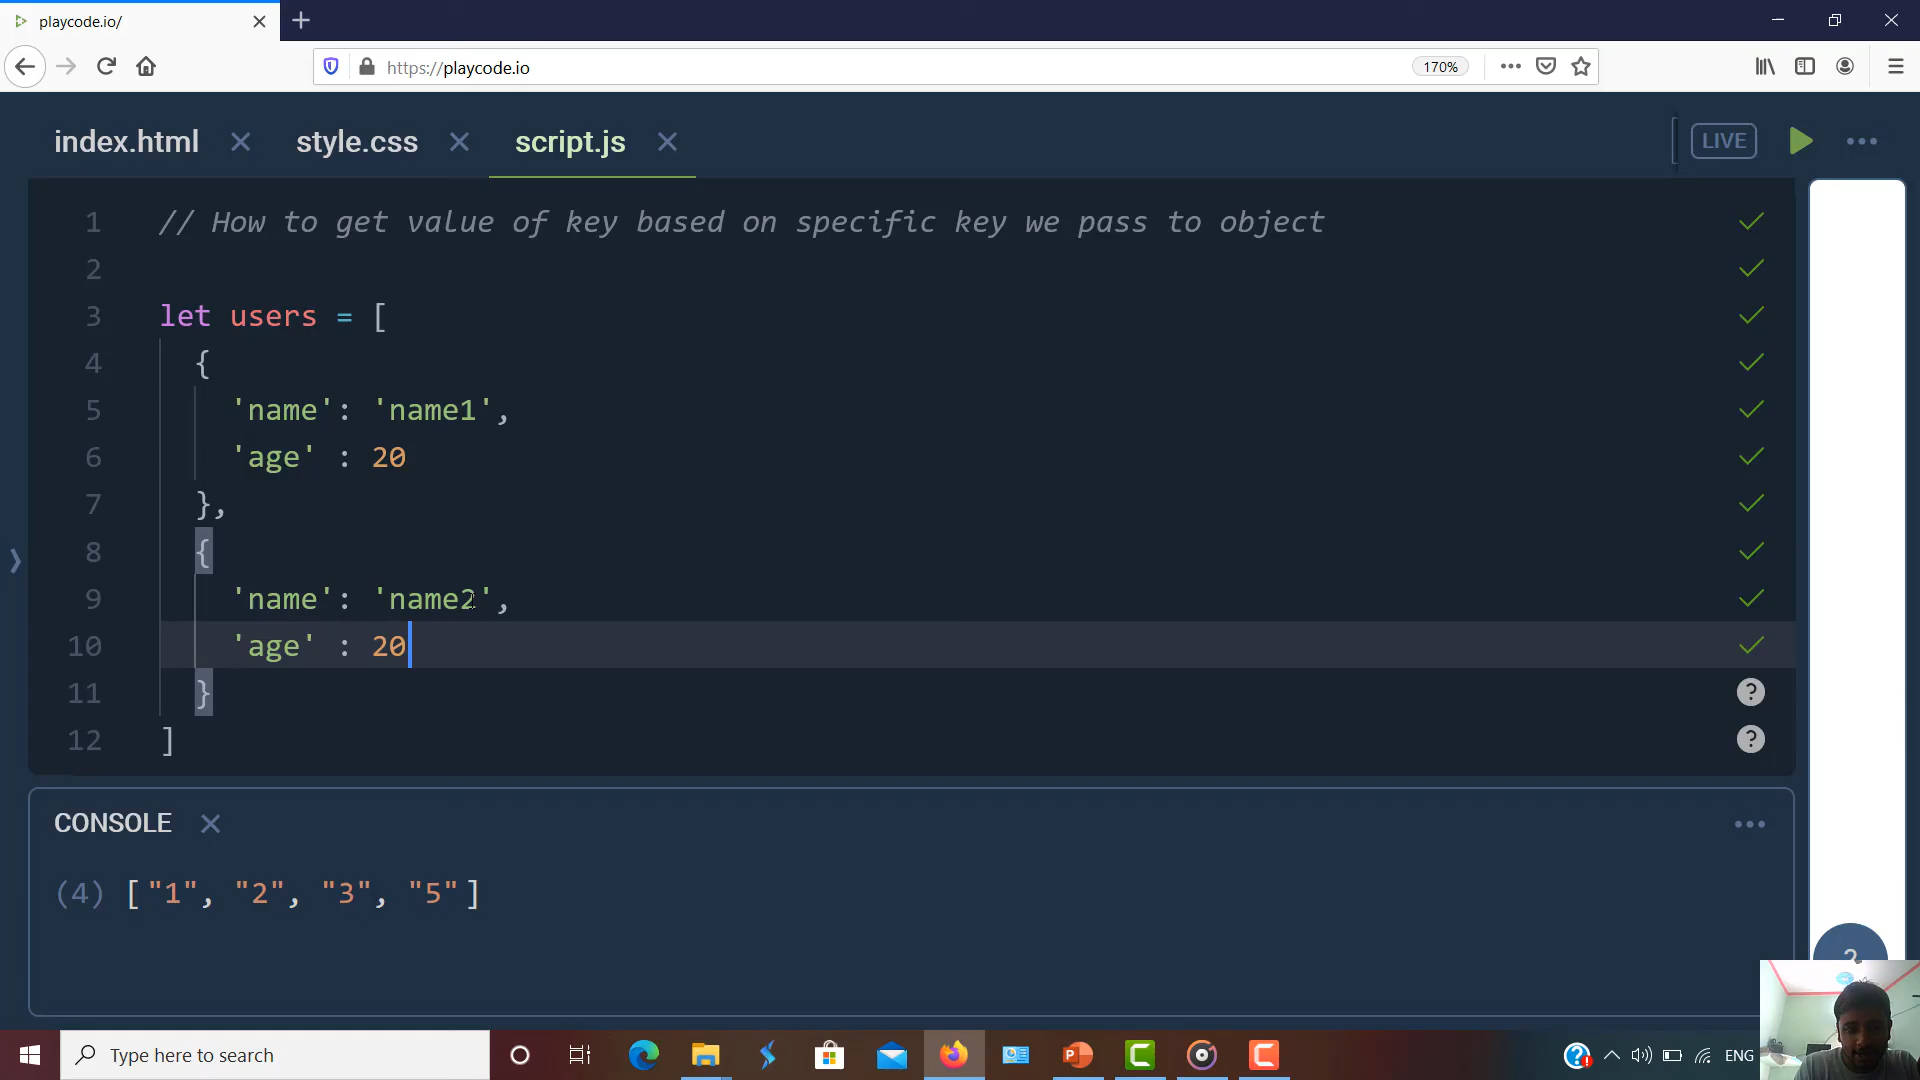 playcode.io/
https://playcode.io
170%
index.html
style.css
script.js
LIVE
1 // How to get value of key based on specific key we pass to object
2
3 let users = [
4 {
5 'name': 'name1',
6 'age' : 20
7 },
8 {
9 'name': 'name2',
10 'age' : 20
11 }
12 ]
CONSOLE
(4) ["1", "2", "3", "5"]
Type here to search
ENG